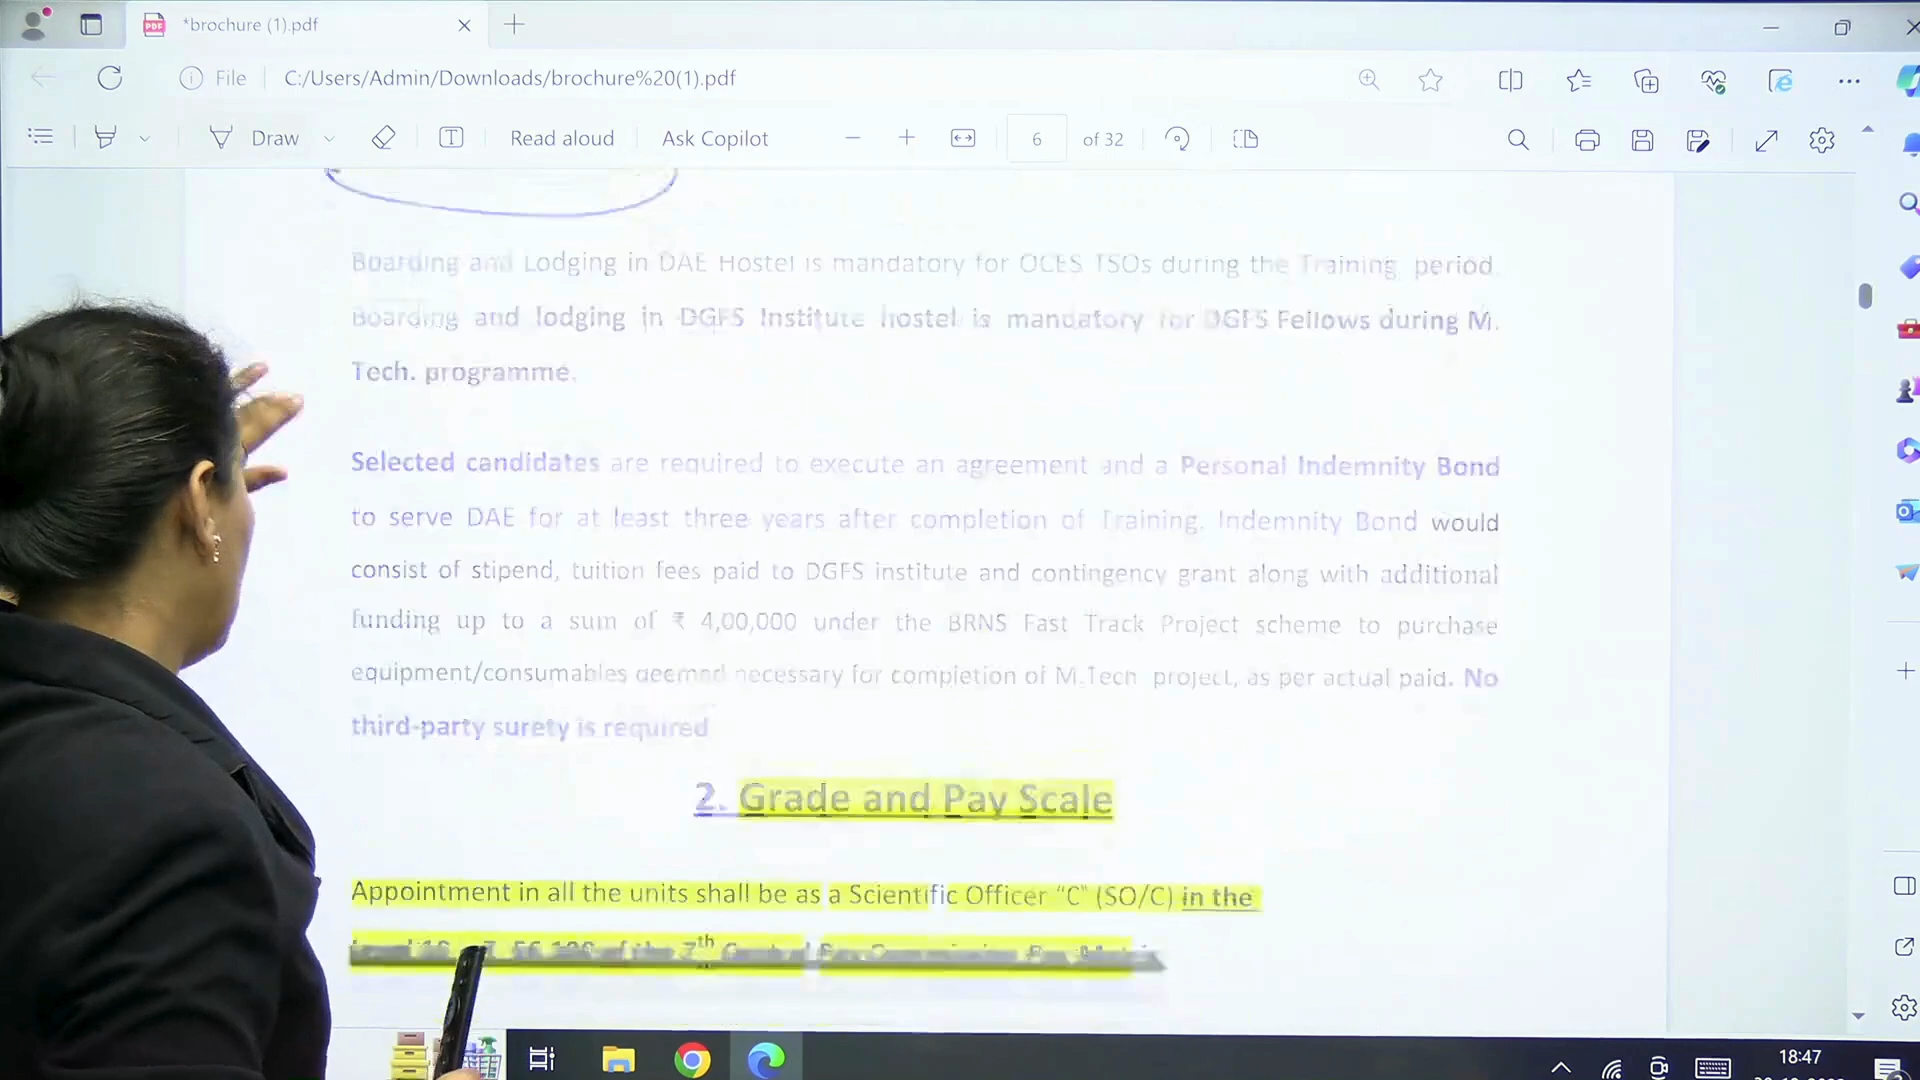 *brochure (1).pdf
File C:/Users/Admin/Downloads/brochure%20(1).pdf
Draw Read aloud Ask Copilot 6 of 32
Boarding and Lodging in DAE Hostel is mandatory for OCES TSOs during the Training period.
Boarding and lodging in DGFS Institute hostel is mandatory for DGFS Fellows during M.
Tech. programme.
Selected candidates are required to execute an agreement and a Personal Indemnity Bond
to serve DAE for at least three years after completion of Training. Indemnity Bond would
consist of stipend, tuition fees paid to DGFS institute and contingency grant along with additional
funding up to a sum of ₹ 4,00,000 under the BRNS Fast Track Project scheme to purchase
equipment/consumables deemed necessary for completion of M.Tech project, as per actual paid. No
third-party surety is required
2. Grade and Pay Scale
Appointment in all the units shall be as a Scientific Officer "C" (SO/C) in the
of the 7th Central Pay Commission Pay
18:47